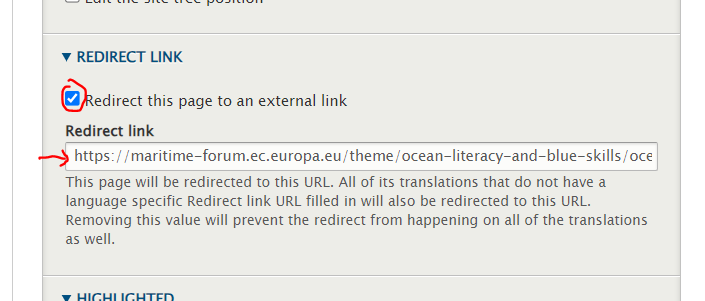 Edit the site tree position
REDIRECT LINK
Redirect this page to an external link
Redirect link
https://maritime-forum.ec.europa.eu/theme/ocean-literacy-and-blue-skills/oce
This page will be redirected to this URL. All of its translations that do not have a
language specific Redirect link URL filled in will also be redirected to this URL.
Removing this value will prevent the redirect from happening on all of the translations
as well.
HIGHLIGHTED